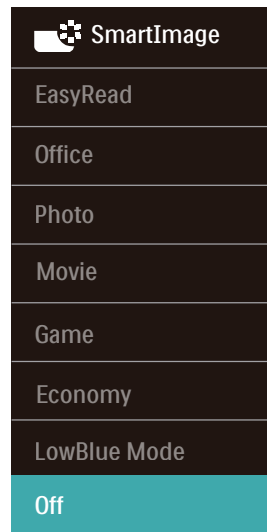 SmartImage
EasyRead
Office
Photo
Movie
Game
Economy
LowBlue Mode
Off